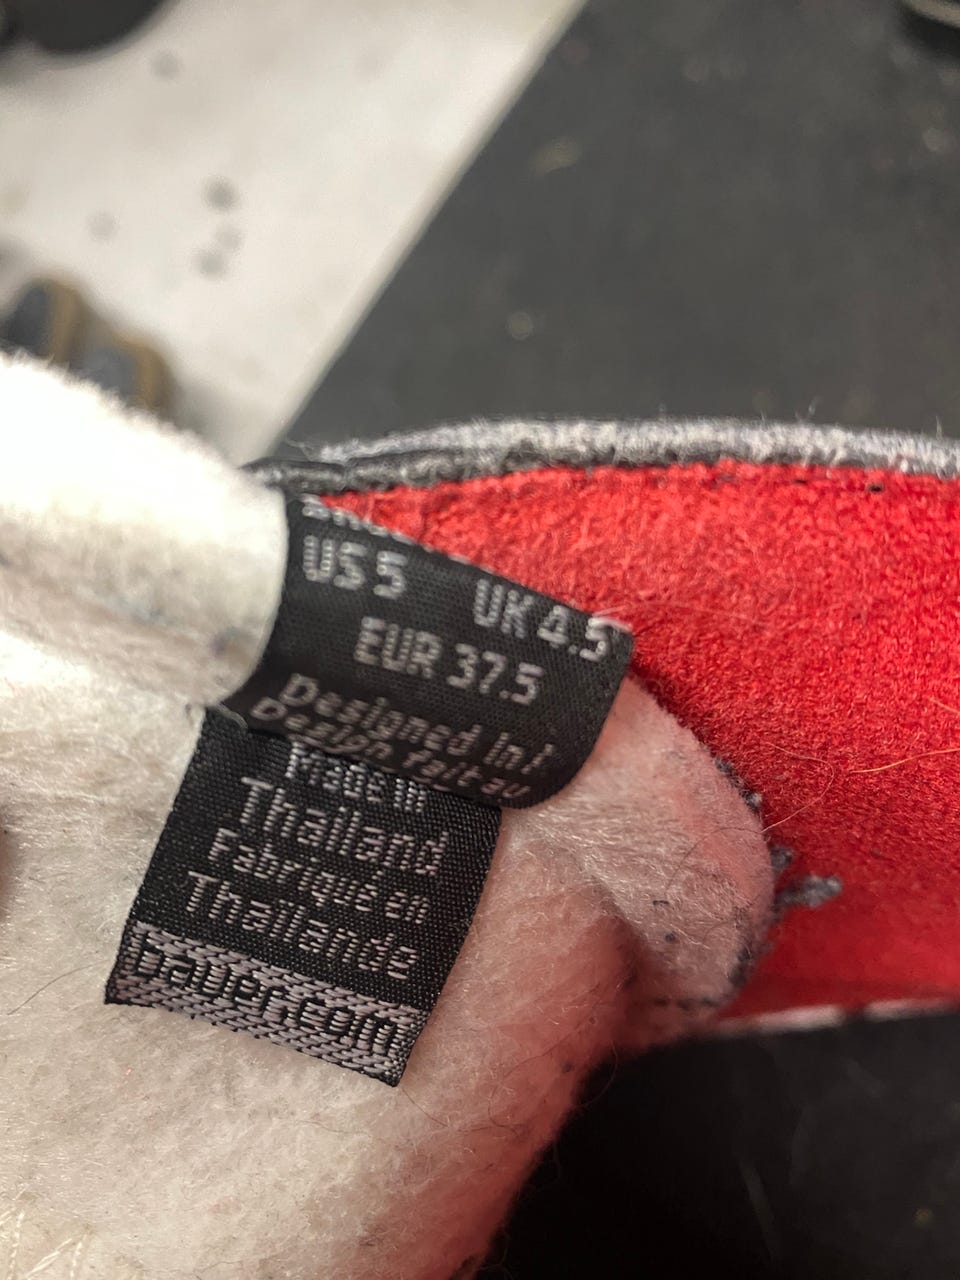 US 5 UK 4.5
EUR 37.5
Designed in
Design fait au
Made in
Thailand
Fabriqué en
Thaïlande
bauer.com